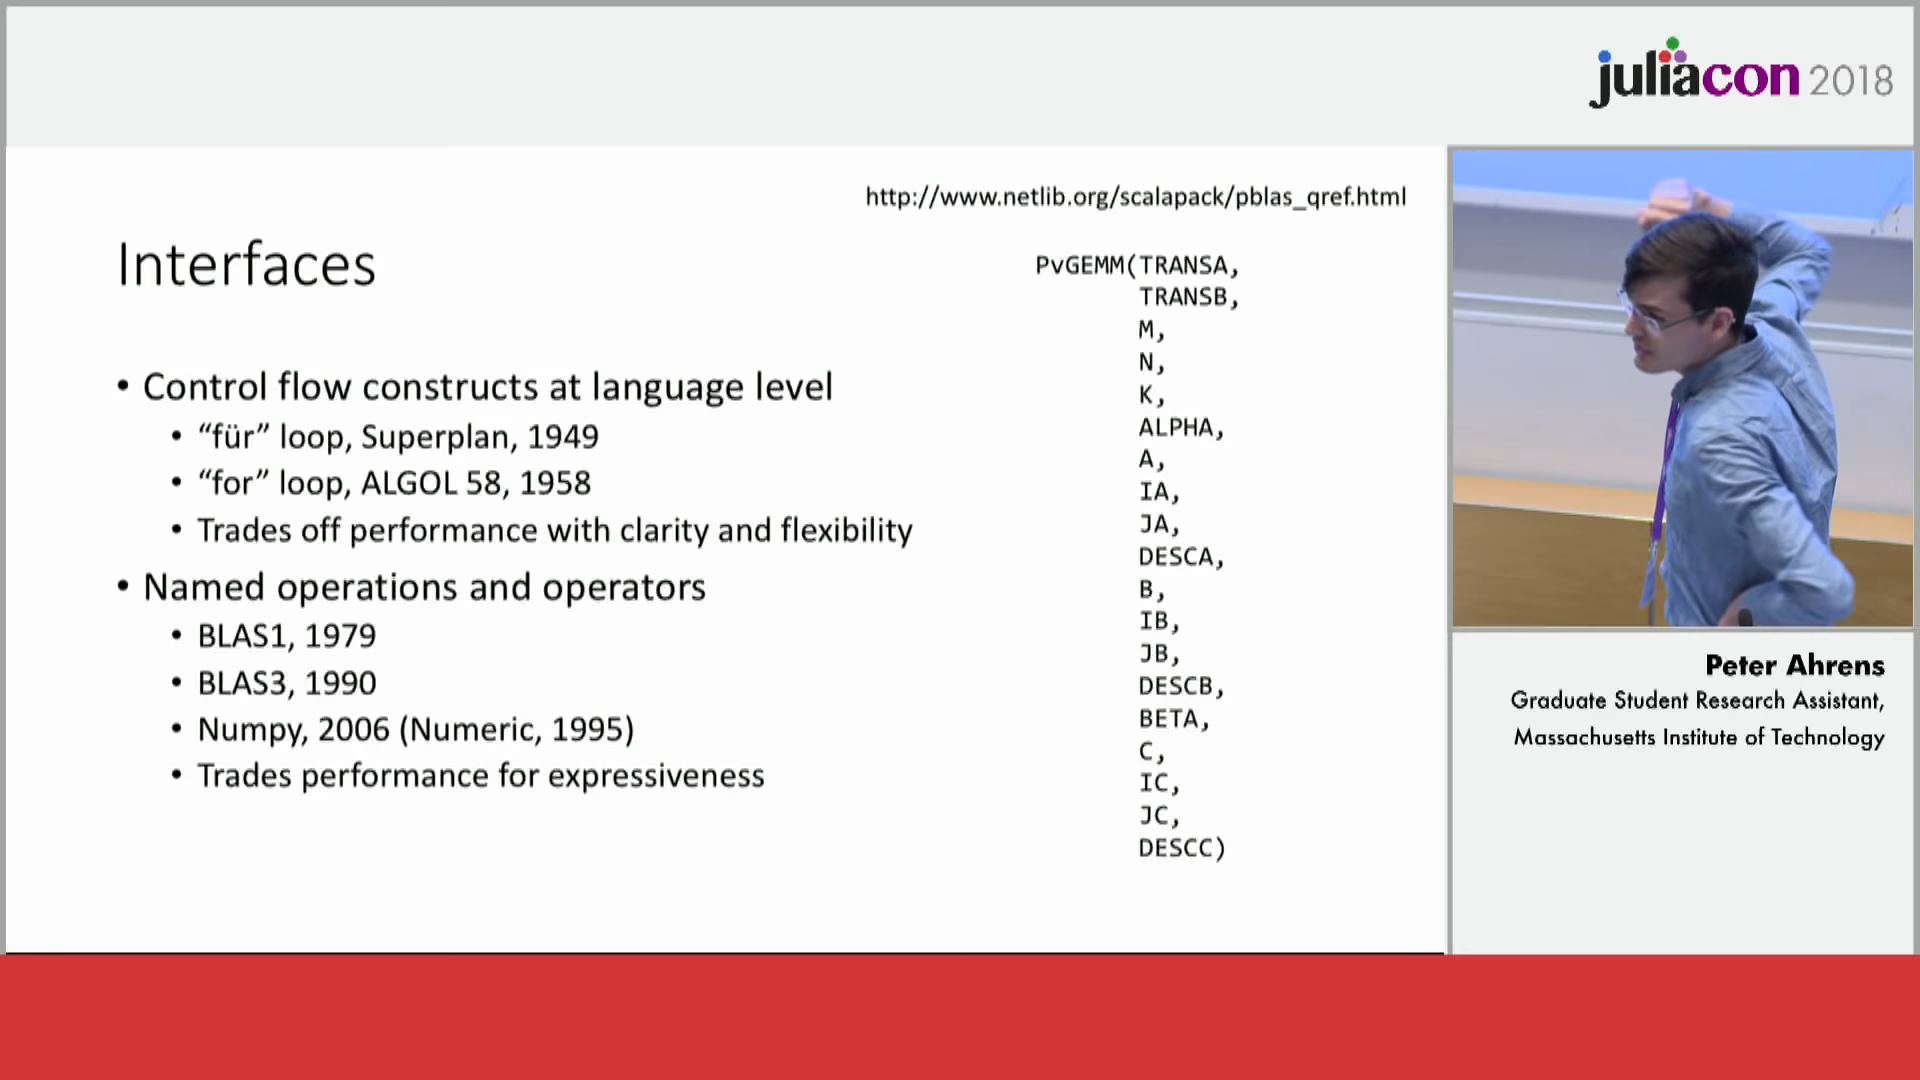 juliacon 2018
http://www.netlib.org/scalapack/pblas_qref.html
Interfaces
• Control flow constructs at language level
• “für” loop, Superplan, 1949
• “for” loop, ALGOL 58, 1958
• Trades off performance with clarity and flexibility
• Named operations and operators
• BLAS1, 1979
• BLAS3, 1990
• Numpy, 2006 (Numeric, 1995)
• Trades performance for expressiveness
PvGEMM(TRANSA,
TRANSB,
M,
N,
K,
ALPHA,
A,
IA,
JA,
DESCA,
B,
IB,
JB,
DESCB,
BETA,
C,
IC,
JC,
DESCC)
Peter Ahrens
Graduate Student Research Assistant,
Massachusetts Institute of Technology